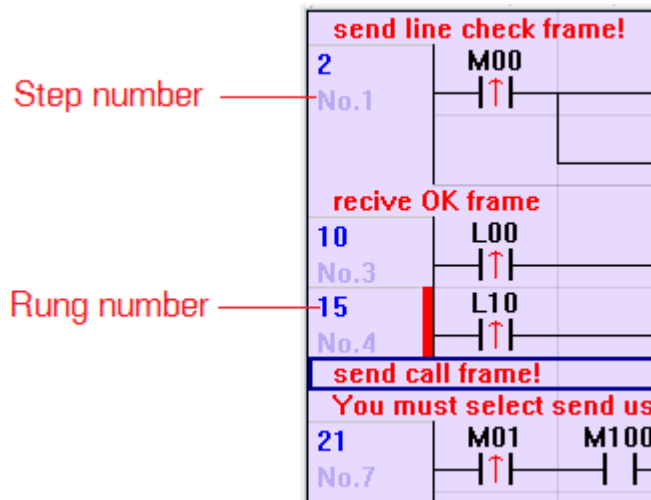 send line check frame!
2 M00
Step number No.1
recive OK frame
10 L00
No.3
Rung number 15 L10
No.4
send call frame!
You must select send us
21 M01 M100
No.7